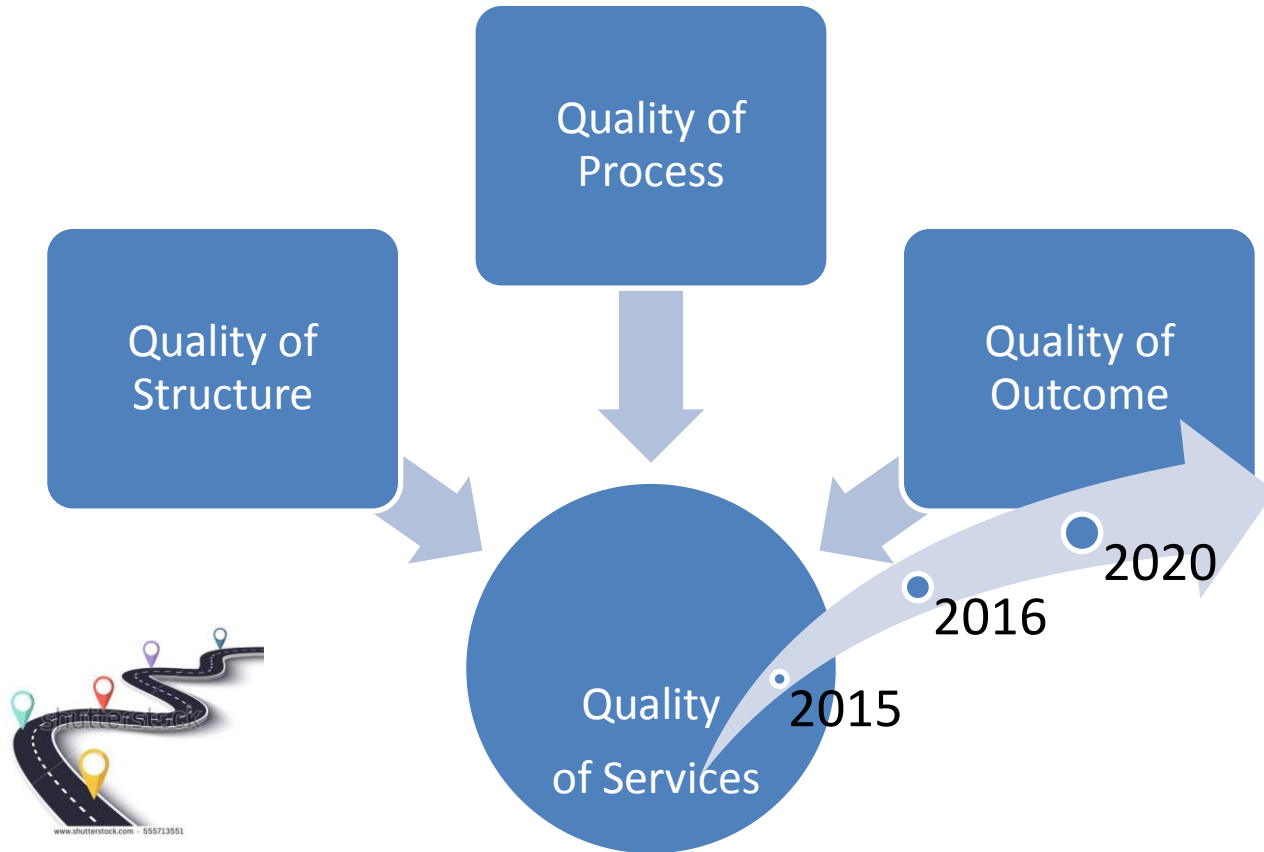 Quality of
Process
Quality of
Structure
Quality of
Outcome
2020
2016
2015
Quality
of Services
shutterstock
www.shutterstock.com · 555713551